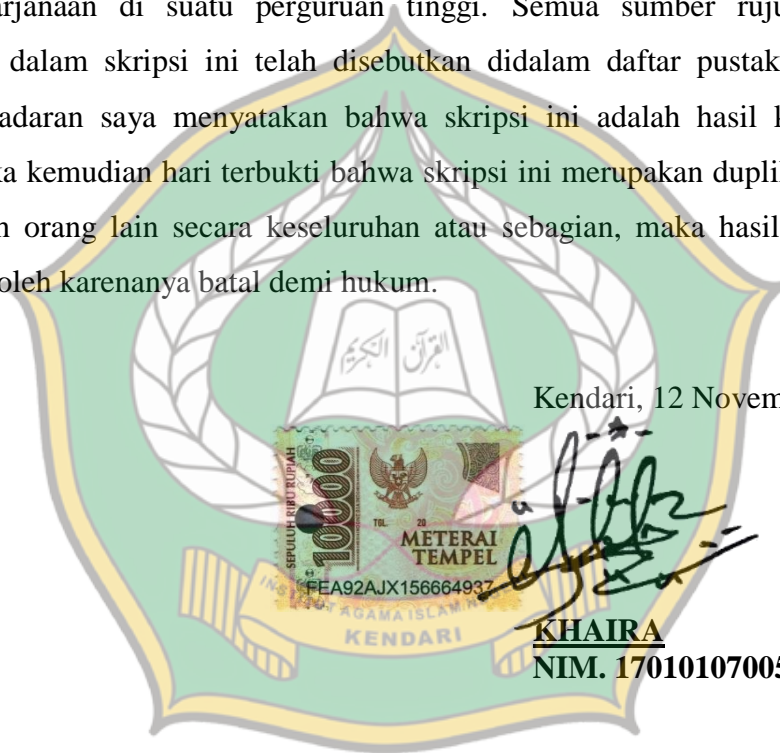 arjanaan di suatu perguruan tinggi. Semua sumber ruju
dalam skripsi ini telah disebutkan didalam daftar pustak
adaran saya menyatakan bahwa skripsi ini adalah hasil
a kemudian hari terbukti bahwa skripsi ini merupakan dupli
n orang lain secara keseluruhan atau sebagian, maka hasil
oleh karenanya batal demi hukum.
القرآن الكريم
Kendari, 12 Novem
SEPULUH RIBU RUPIAH
10000
TGL. 20
METERAI
TEMPEL
FEA92AJX156664937
AGAMA ISLAM
KENDARI
KHAIRA
NIM. 17010107005